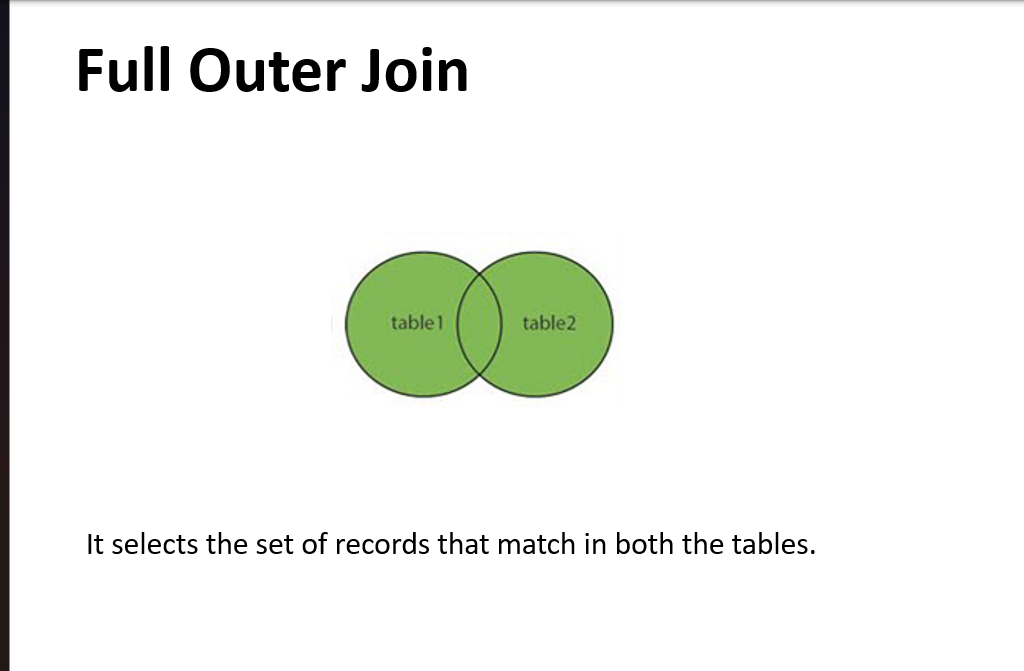 Full Outer Join
table1
table2
It selects the set of records that match in both the tables.